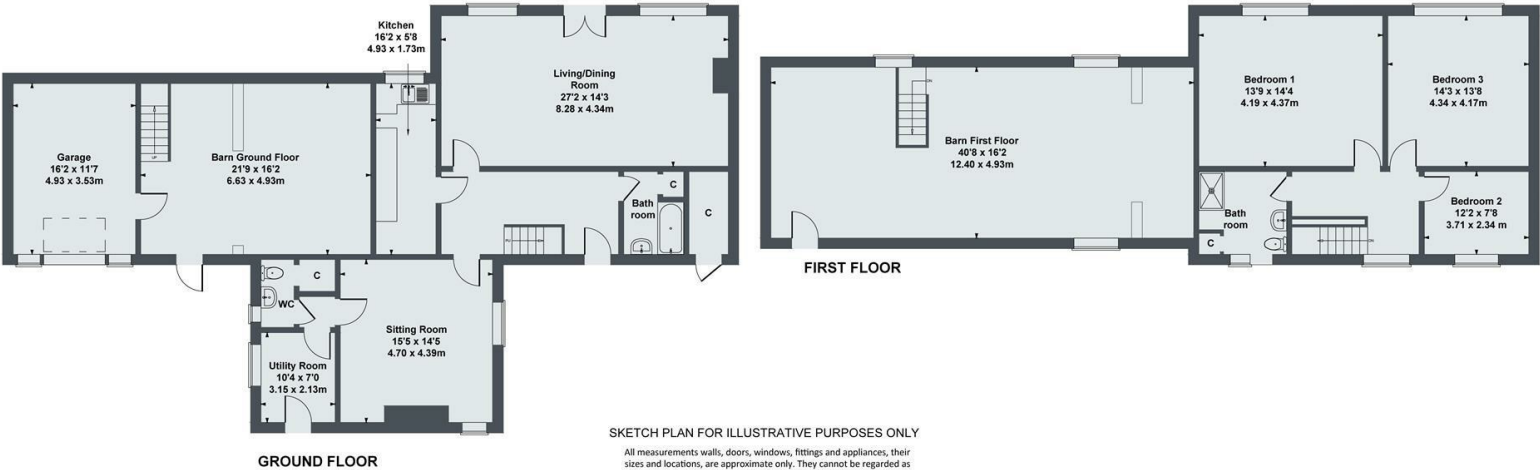 Kitchen
16'2 x 5'8
4.93 x 1.73m
Living/Dining
Room
27'2 x 14'3
8.28 x 4.34m
Garage
16'2 x 11'7
4.93 x 3.53m
UP
Barn Ground Floor
21'9 x 16'2
6.63 x 4.93m
UP
Bath
room
C
C
WC
C
Sitting Room
15'5 x 14'5
4.70 x 4.39m
Utility Room
10'4 x 7'0
3.15 x 2.13m
GROUND FLOOR
DN
Barn First Floor
40'8 x 16'2
12.40 x 4.93m
Bedroom 1
13'9 x 14'4
4.19 x 4.37m
Bedroom 3
14'3 x 13'8
4.34 x 4.17m
Bath
room
C
DN
Bedroom 2
12'2 x 7'8
3.71 x 2.34 m
FIRST FLOOR
SKETCH PLAN FOR ILLUSTRATIVE PURPOSES ONLY
All measurements walls, doors, windows, fittings and appliances, their
sizes and locations, are approximate only. They cannot be regarded as